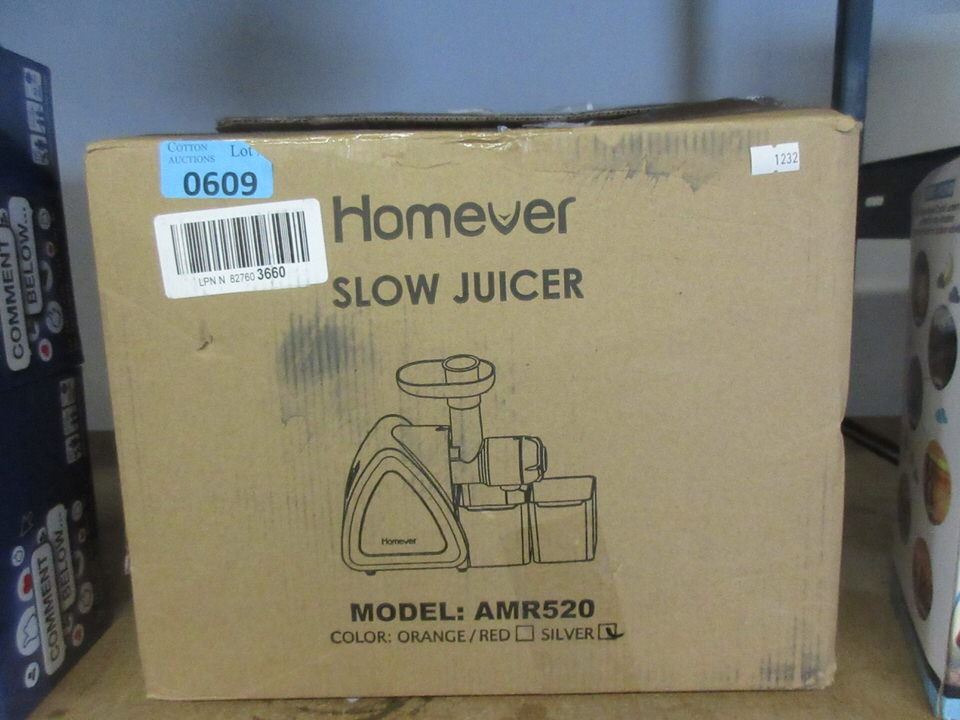 COTTON
AUCTIONS Lot
0609
1232
LPN N 82760 3660
Homever
SLOW JUICER
Homever
MODEL: AMR520
COLOR: ORANGE/RED SILVER
COMMENT
BELOW...
COMMENT
BELOW...